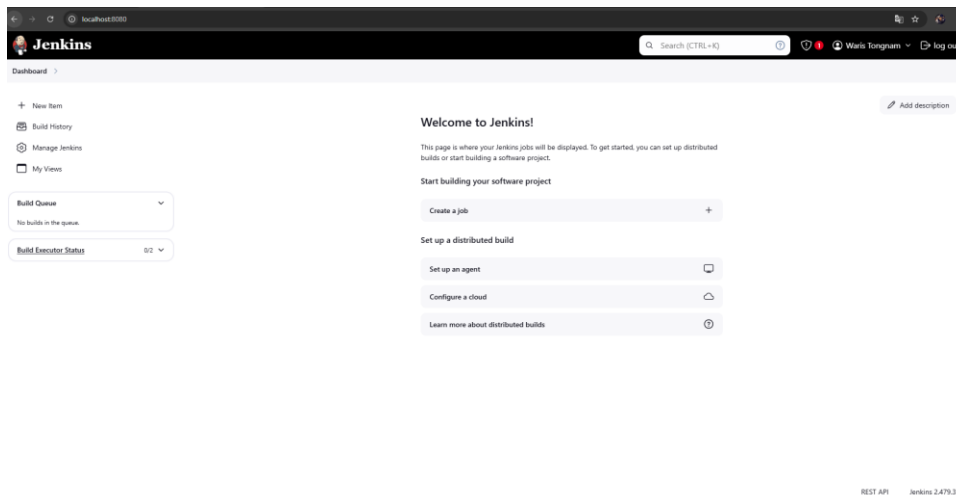 localhost:8080
Jenkins
Search (CTRL+K)
1
Waris Tongnam
log ou
Dashboard
New Item
Build History
Manage Jenkins
My Views
Build Queue
No builds in the queue.
Build Executor Status 0/2
Add description
Welcome to Jenkins!
This page is where your Jenkins jobs will be displayed. To get started, you can set up distributed
builds or start building a software project.
Start building your software project
Create a job
Set up a distributed build
Set up an agent
Configure a cloud
Learn more about distributed builds
REST API Jenkins 2.479.3